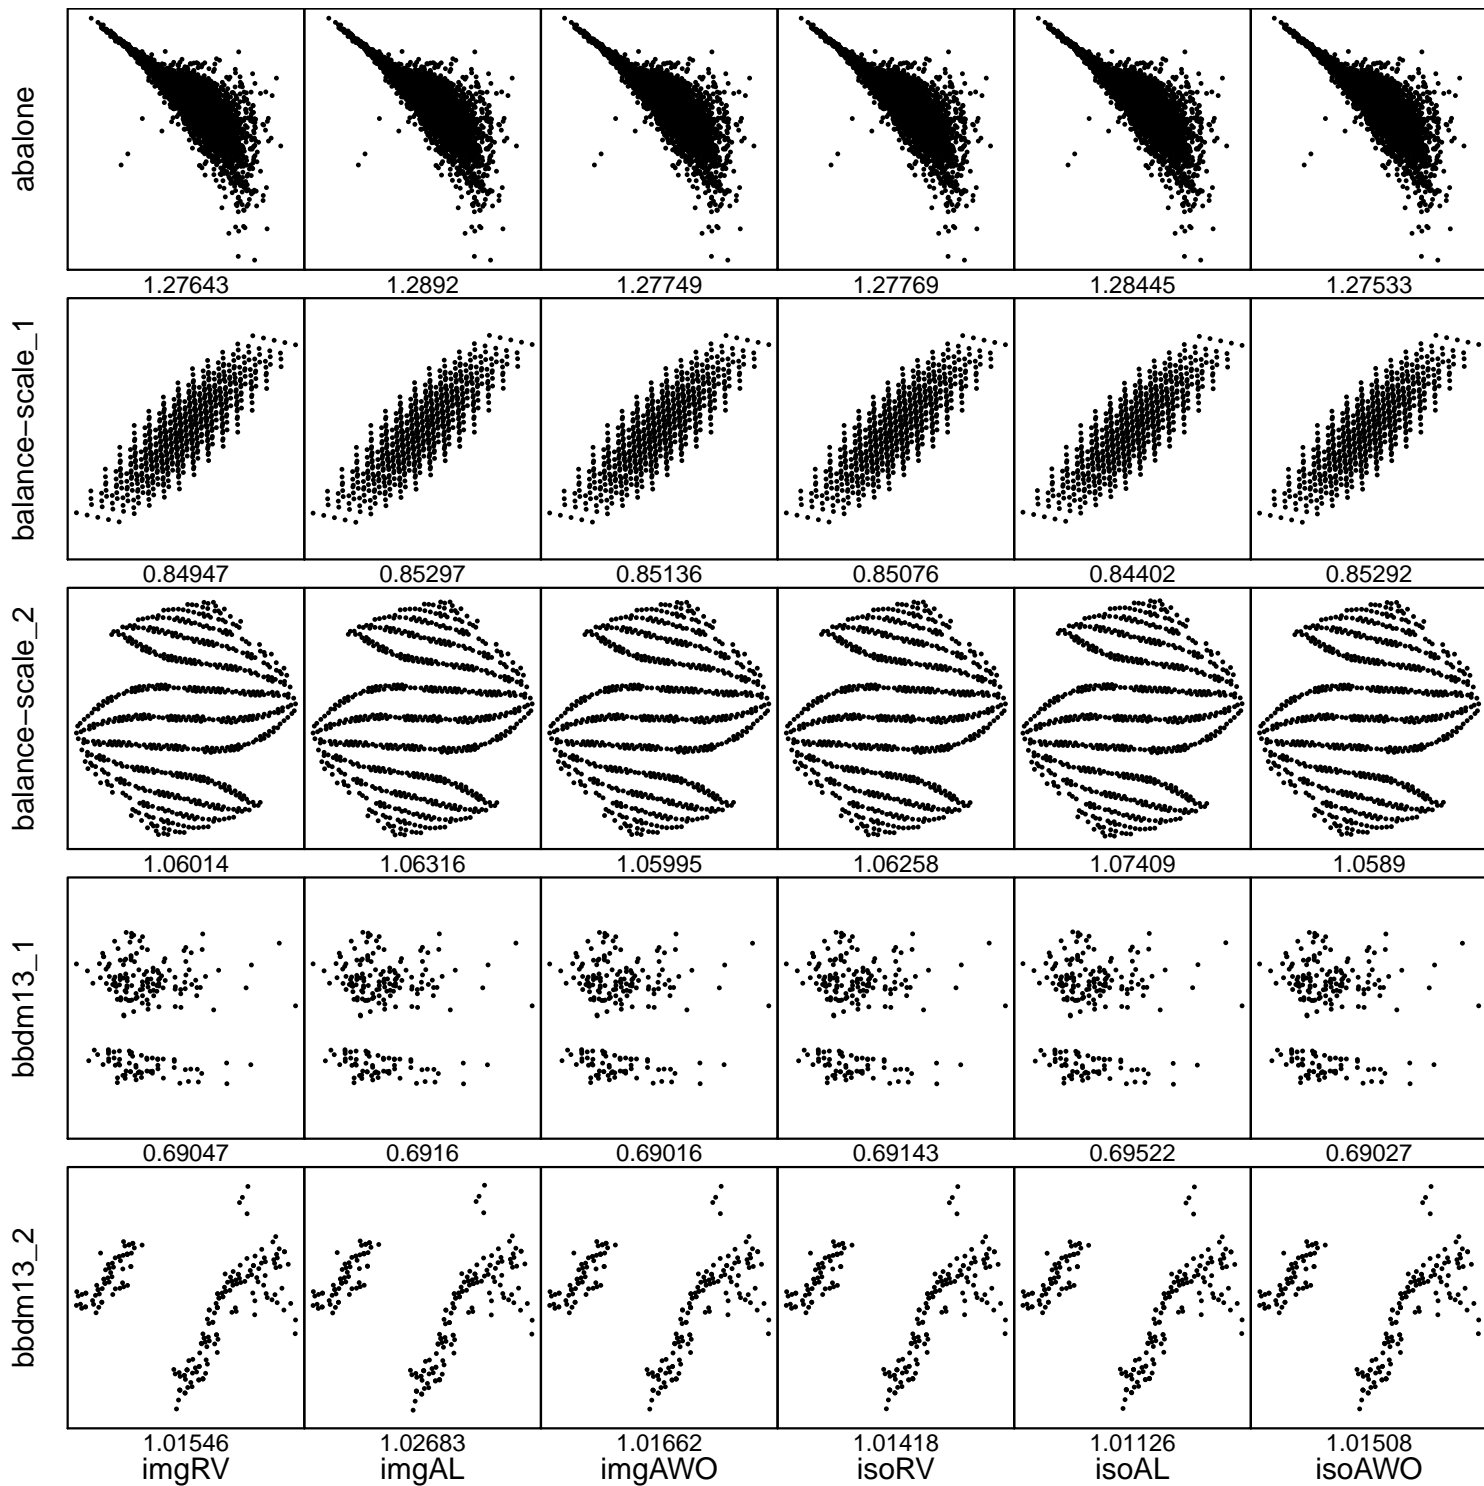 abalone
1.27643 1.2892 1.27749 1.27769 1.28445 1.27533
balance−scale_1
0.84947 0.85297 0.85136 0.85076 0.84402 0.85292
balance−scale_2
1.06014 1.06316 1.05995 1.06258 1.07409 1.0589
bbdm13_1
0.69047 0.6916 0.69016 0.69143 0.69522 0.69027
bbdm13_2
1.01546 1.02683 1.01662 1.01418 1.01126 1.01508
imgRV imgAL imgAWO isoRV isoAL isoAWO